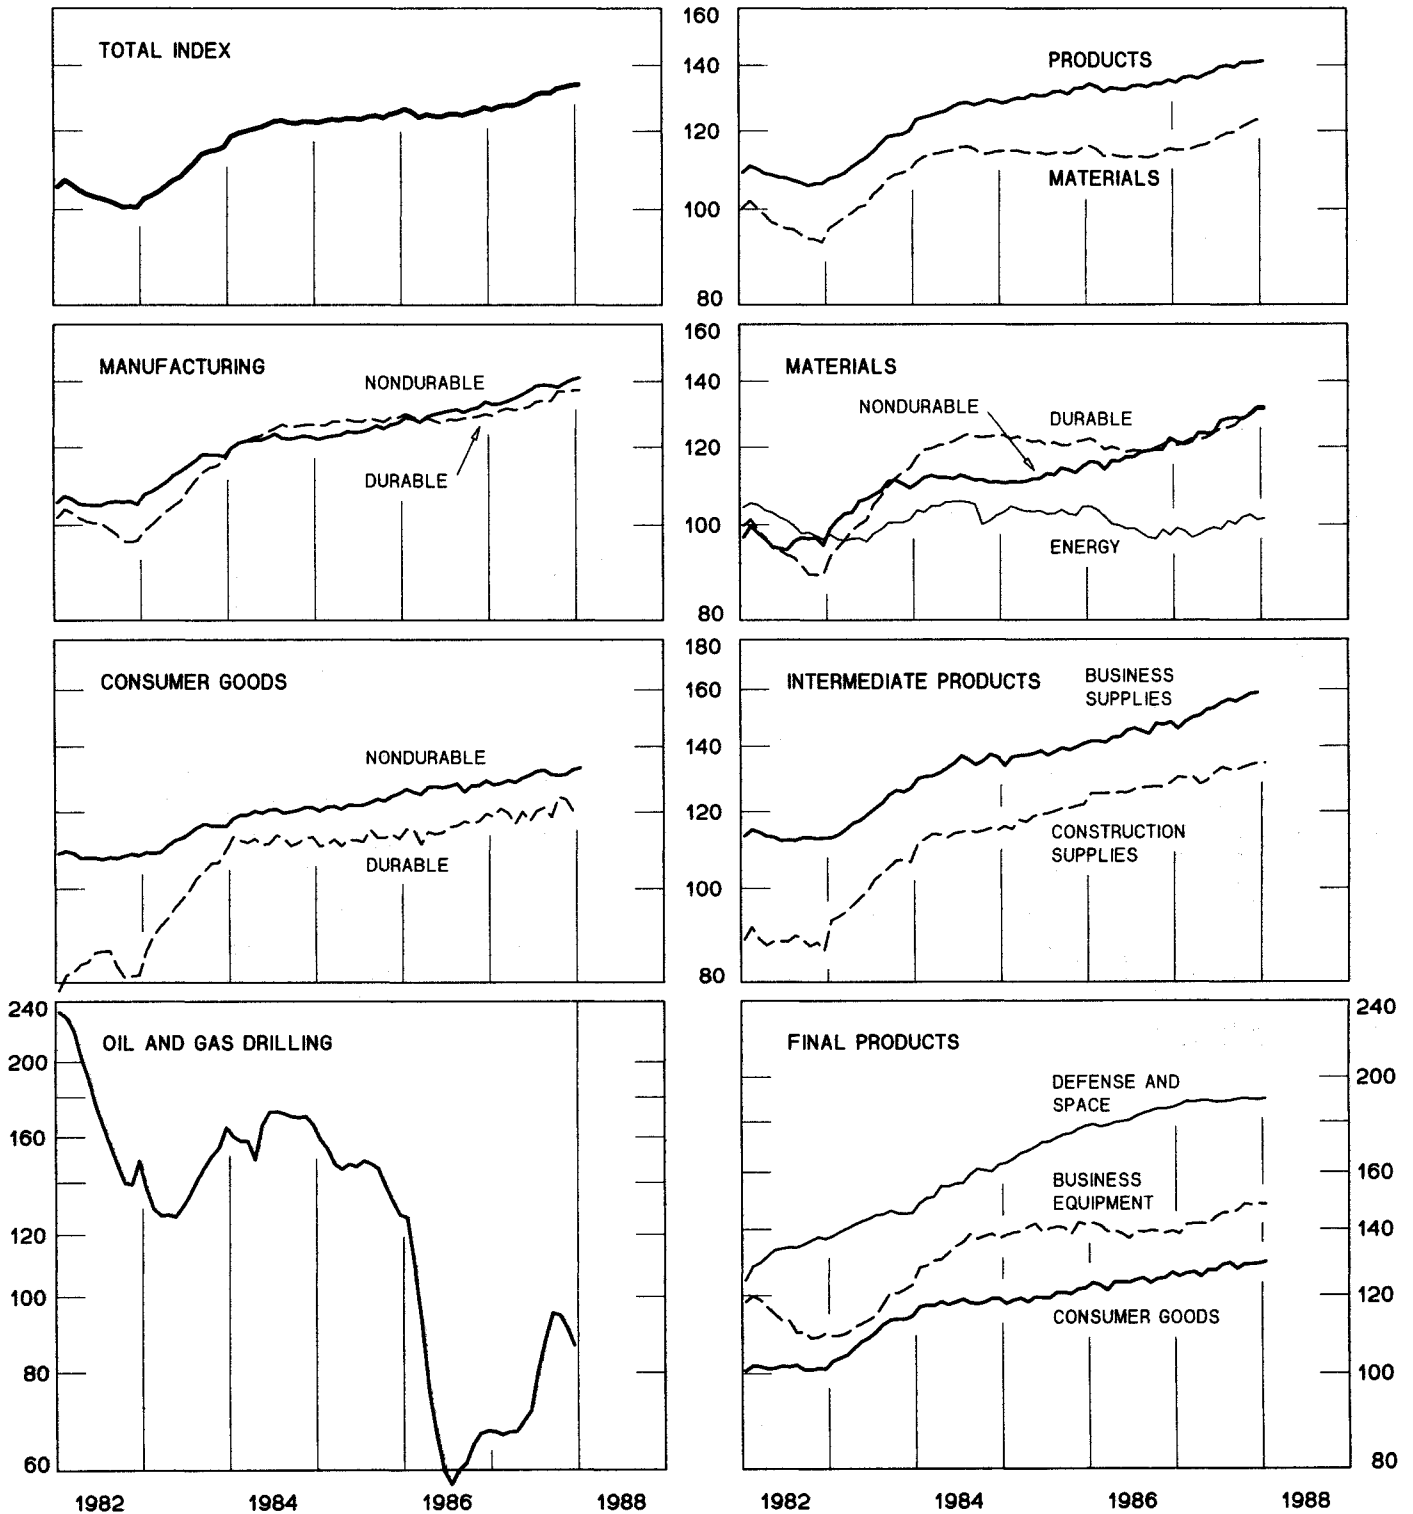 TOTAL INDEX
160
140
120
100
80
PRODUCTS
MATERIALS
MANUFACTURING
NONDURABLE
DURABLE
160
140
120
100
80
MATERIALS
NONDURABLE
DURABLE
ENERGY
CONSUMER GOODS
NONDURABLE
DURABLE
180
160
140
120
100
80
INTERMEDIATE PRODUCTS
BUSINESS
SUPPLIES
CONSTRUCTION
SUPPLIES
240
200
160
120
100
80
60
OIL AND GAS DRILLING
1982
1984
1986
1988
FINAL PRODUCTS
DEFENSE AND
SPACE
BUSINESS
EQUIPMENT
CONSUMER GOODS
240
200
160
140
120
100
80
1982
1984
1986
1988